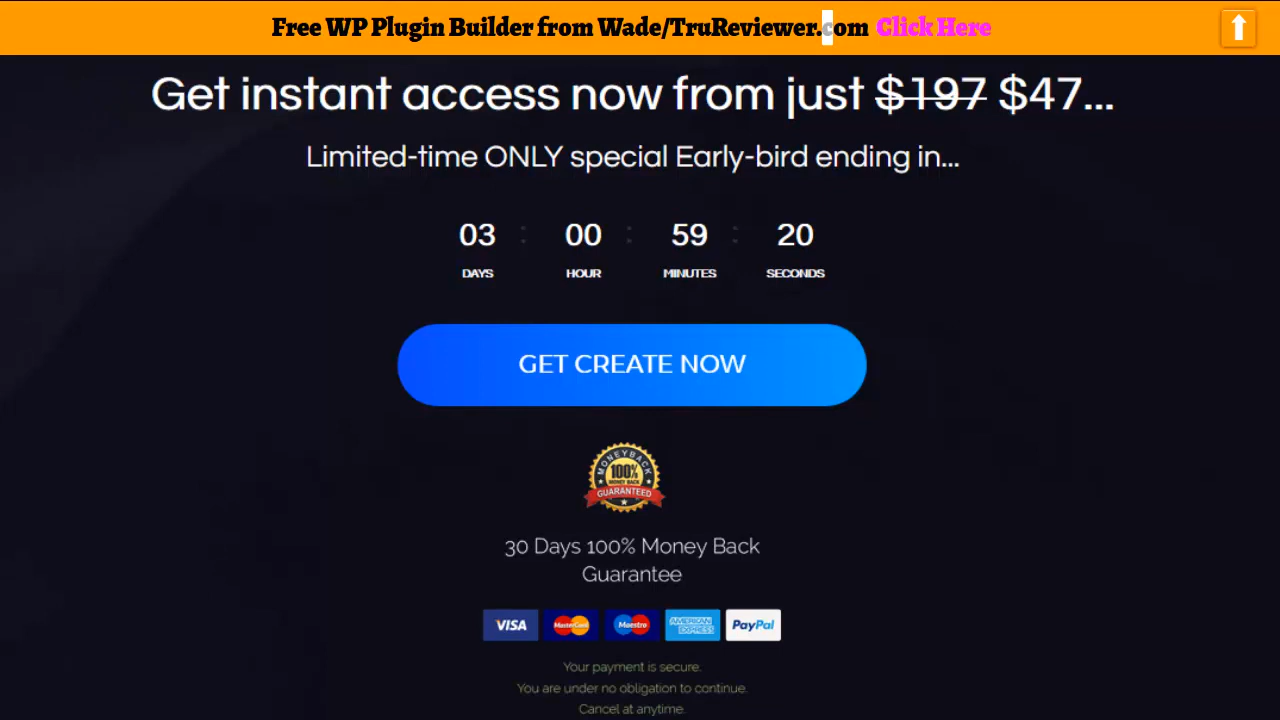 Free WP Plugin Builder from Wade/TruReviewer.com Click Here
Get instant access now from just $197 $47...
Limited-time ONLY special Early-bird ending in...
03 : 00 : 59 : 20
DAYS HOUR MINUTES SECONDS
GET CREATE NOW
MONEYBACK
100%
MONEY BACK
GUARANTEED
30 Days 100% Money Back
Guarantee
VISA MasterCard Maestro AMERICAN EXPRESS PayPal
Your payment is secure.
You are under no obligation to continue.
Cancel at anytime.